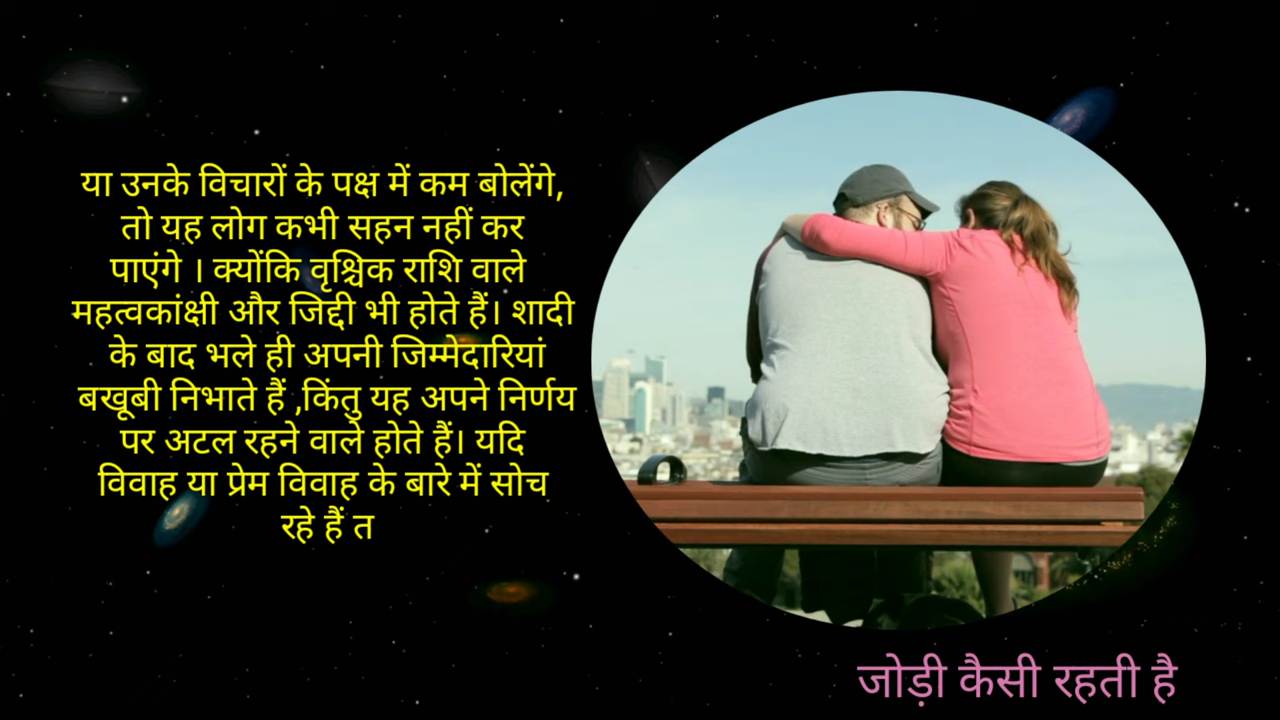 या उनके विचारों के पक्ष में कम बोलेंगे,
तो यह लोग कभी सहन नहीं कर
पाएंगे । क्योंकि वृश्चिक राशि वाले
महत्वकांक्षी और जिद्दी भी होते हैं। शादी
के बाद भले ही अपनी जिम्मेदारियां
बखूबी निभाते हैं ,किंतु यह अपने निर्णय
पर अटल रहने वाले होते हैं। यदि
विवाह या प्रेम विवाह के बारे में सोच
रहे हैं त
जोड़ी कैसी रहती है